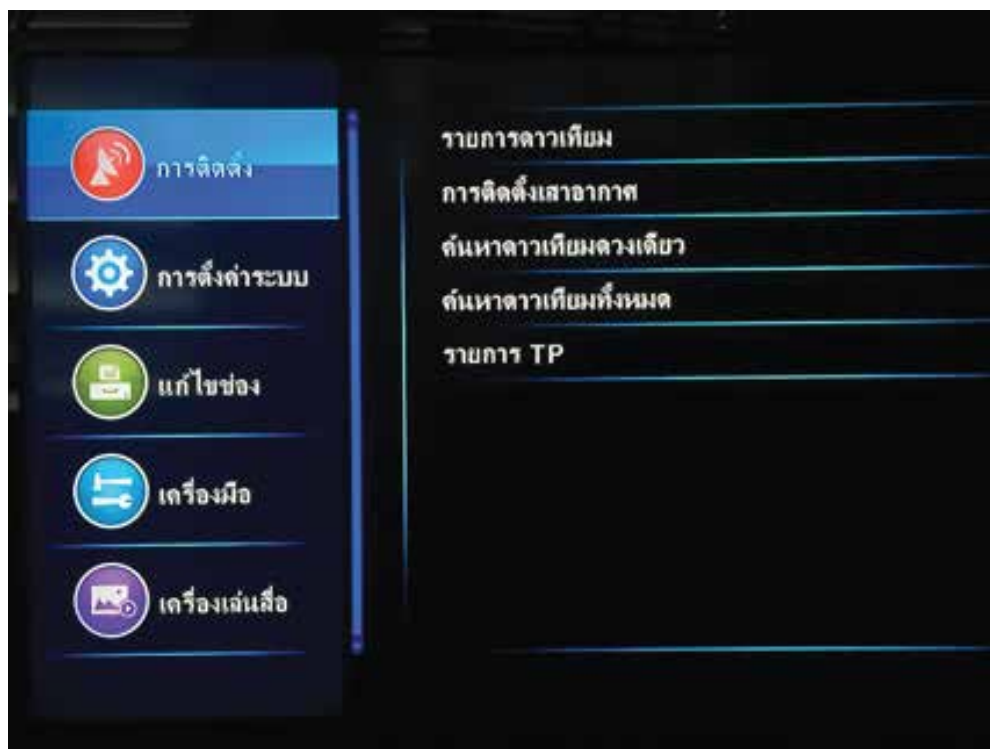 การติดตั้ง
การตั้งค่าระบบ
แก้ไขช่อง
เครื่องมือ
เครื่องเล่นสื่อ
รายการดาวเทียม
การติดตั้งเสาอากาศ
ค้นหาดาวเทียมดวงเดียว
ค้นหาดาวเทียมทั้งหมด
รายการ TP